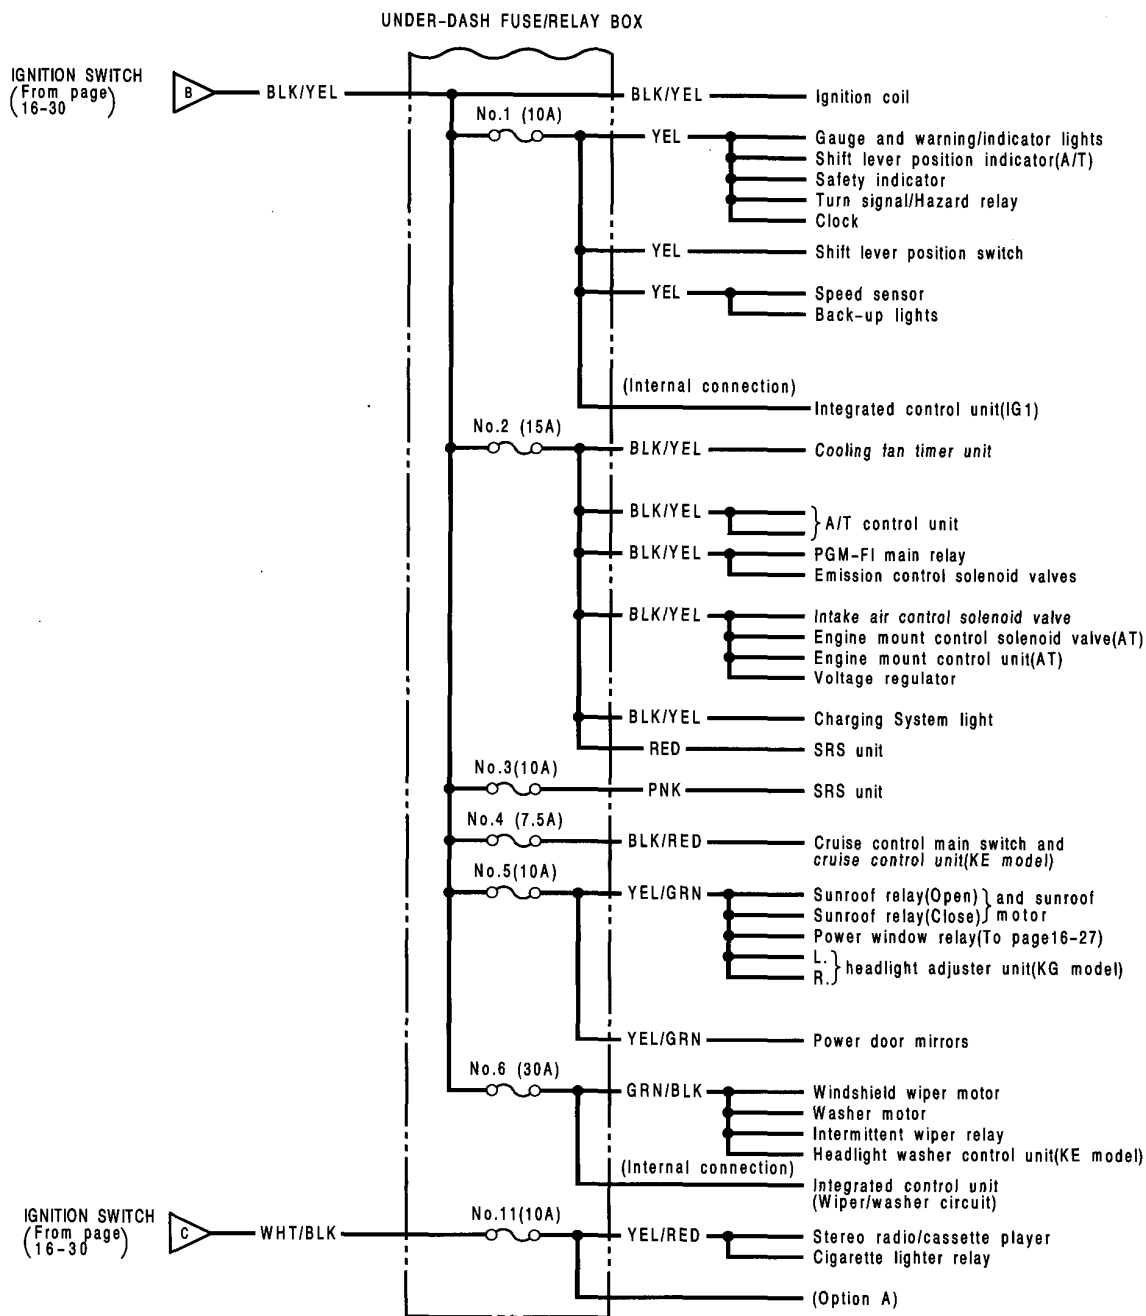 UNDER-DASH FUSE/RELAY BOX
IGNITION SWITCH
(From page)
16-30
B
BLK/YEL
BLK/YEL
Ignition coil
No.1 (10A)
YEL
Gauge and warning/indicator lights
Shift lever position indicator(A/T)
Safety indicator
Turn signal/Hazard relay
Clock
YEL
Shift lever position switch
YEL
Speed sensor
Back-up lights
(Internal connection)
Integrated control unit(IG1)
No.2 (15A)
BLK/YEL
Cooling fan timer unit
BLK/YEL
A/T control unit
BLK/YEL
PGM-FI main relay
Emission control solenoid valves
BLK/YEL
Intake air control solenoid valve
Engine mount control solenoid valve(AT)
Engine mount control unit(AT)
Voltage regulator
BLK/YEL
Charging System light
RED
SRS unit
No.3(10A)
PNK
SRS unit
No.4 (7.5A)
BLK/RED
Cruise control main switch and
cruise control unit(KE model)
No.5(10A)
YEL/GRN
Sunroof relay(Open)
Sunroof relay(Close)
and sunroof
motor
Power window relay(To page16-27)
L.
R.
headlight adjuster unit(KG model)
YEL/GRN
Power door mirrors
No.6 (30A)
GRN/BLK
Windshield wiper motor
Washer motor
Intermittent wiper relay
Headlight washer control unit(KE model)
(Internal connection)
Integrated control unit
(Wiper/washer circuit)
IGNITION SWITCH
(From page)
16-30
C
WHT/BLK
No.11(10A)
YEL/RED
Stereo radio/cassette player
Cigarette lighter relay
(Option A)